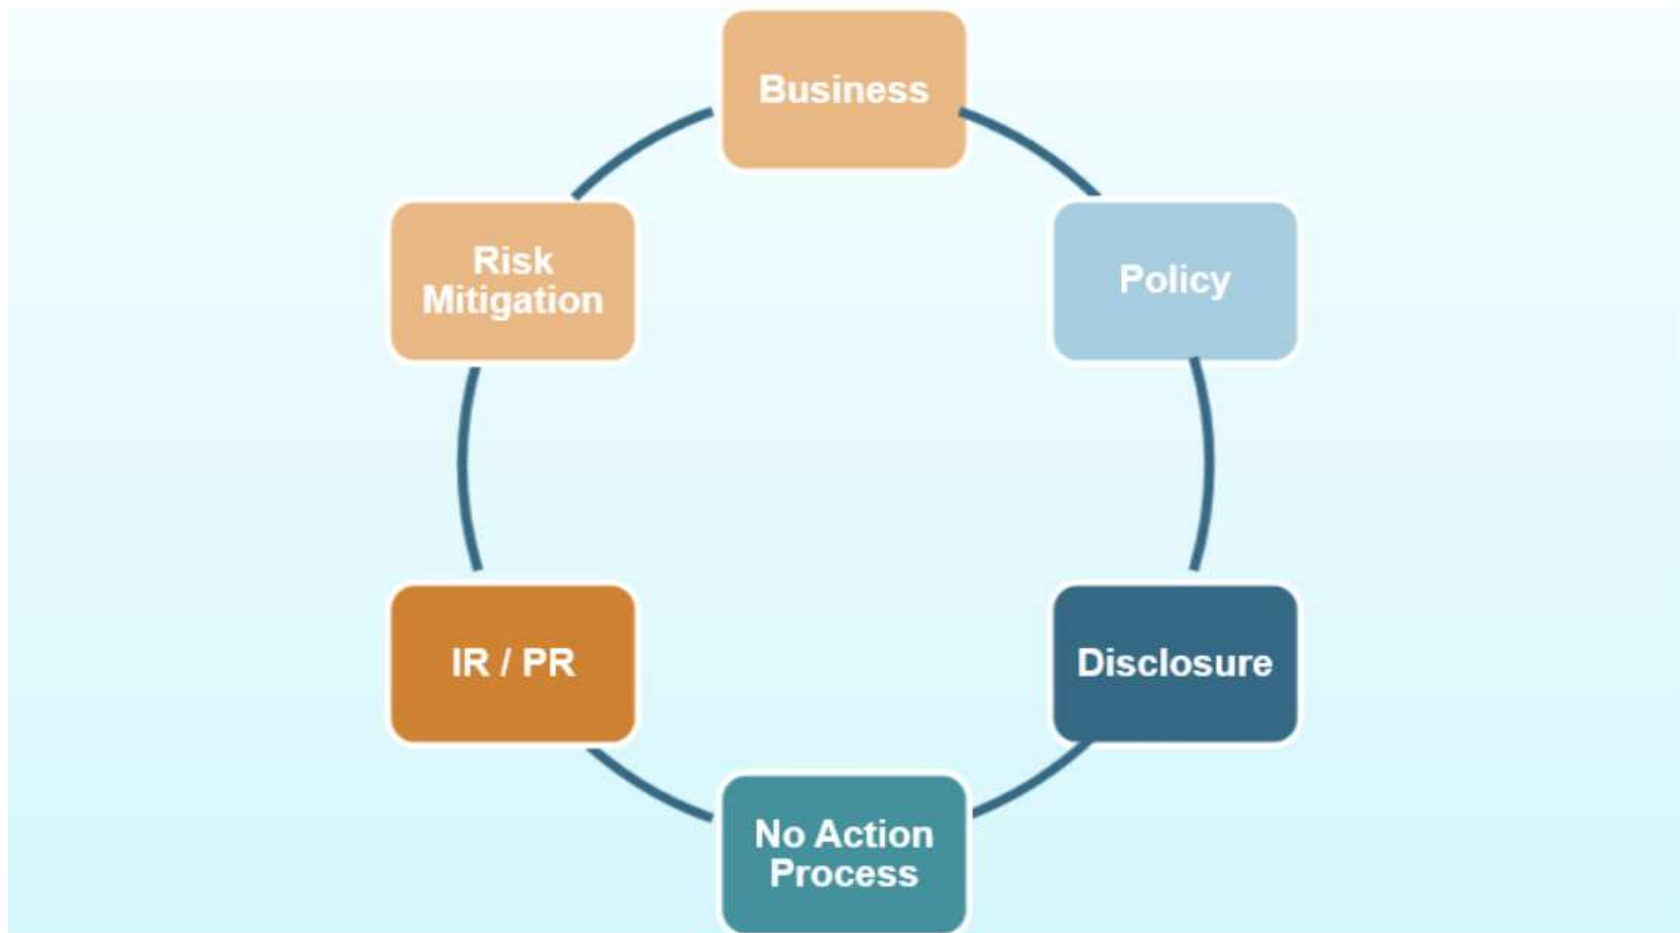 Business
Policy
Disclosure
No Action
Process
IR / PR
Risk
Mitigation